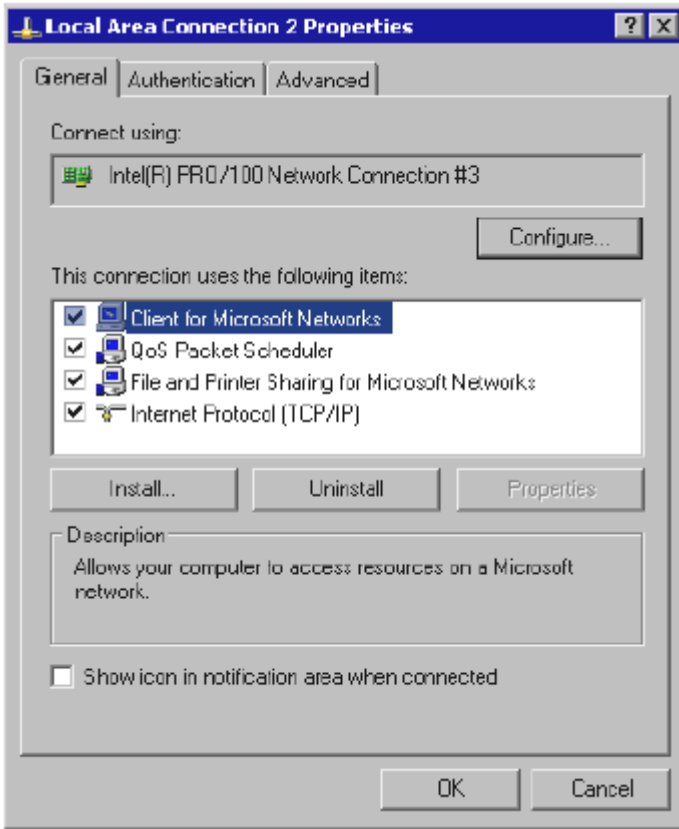 Local Area Connection 2 Properties
General Authentication Advanced
Connect using:
Intel(R) PRO/100 Network Connection #3
Configure...
This connection uses the following items:
Client for Microsoft Networks
QoS Packet Scheduler
File and Printer Sharing for Microsoft Networks
Internet Protocol (TCP/IP)
Install... Uninstall Properties
Description
Allows your computer to access resources on a Microsoft
network.
Show icon in notification area when connected
OK Cancel